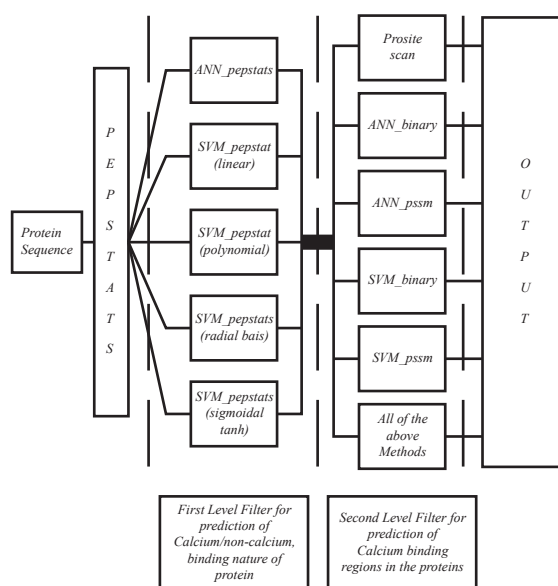 Protein
Sequence
P
E
P
S
T
A
T
S
ANN_pepstats
SVM_pepstat
(linear)
SVM_pepstat
(polynomial)
SVM_pepstats
(radial bais)
SVM_pepstats
(sigmoidal
tanh)
Prosite
scan
ANN_binary
ANN_pssm
SVM_binary
SVM_pssm
All of the
above
Methods
O
U
T
P
U
T
First Level Filter for
prediction of
Calcium/non-calcium,
binding nature of
protein
Second Level Filter for
prediction of
Calcium binding
regions in the proteins